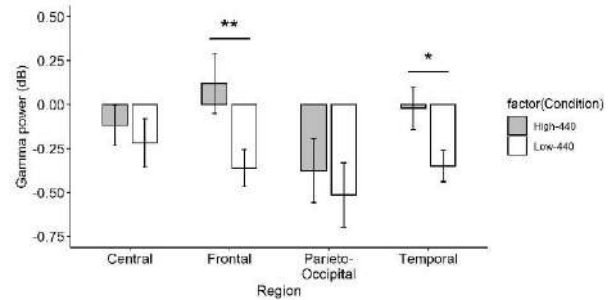 0.50
**
*
0.25
0.00
-0.25
-0.50
-0.75
Gamma power (dB)
Central
Frontal
Parieto-
Occipital
Temporal
Region
factor(Condition)
High-440
Low-440